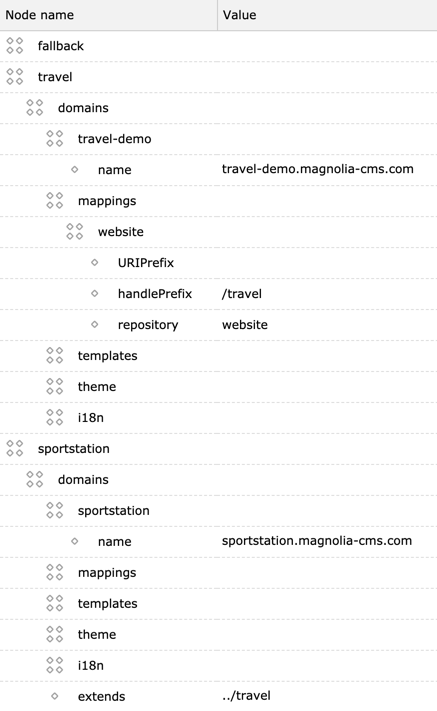 Node name Value
fallback
travel
domains
travel-demo
name travel-demo.magnolia-cms.com
mappings
website
URIPrefix
handlePrefix /travel
repository website
templates
theme
i18n
sportstation
domains
sportstation
name sportstation.magnolia-cms.com
mappings
templates
theme
i18n
extends ../travel